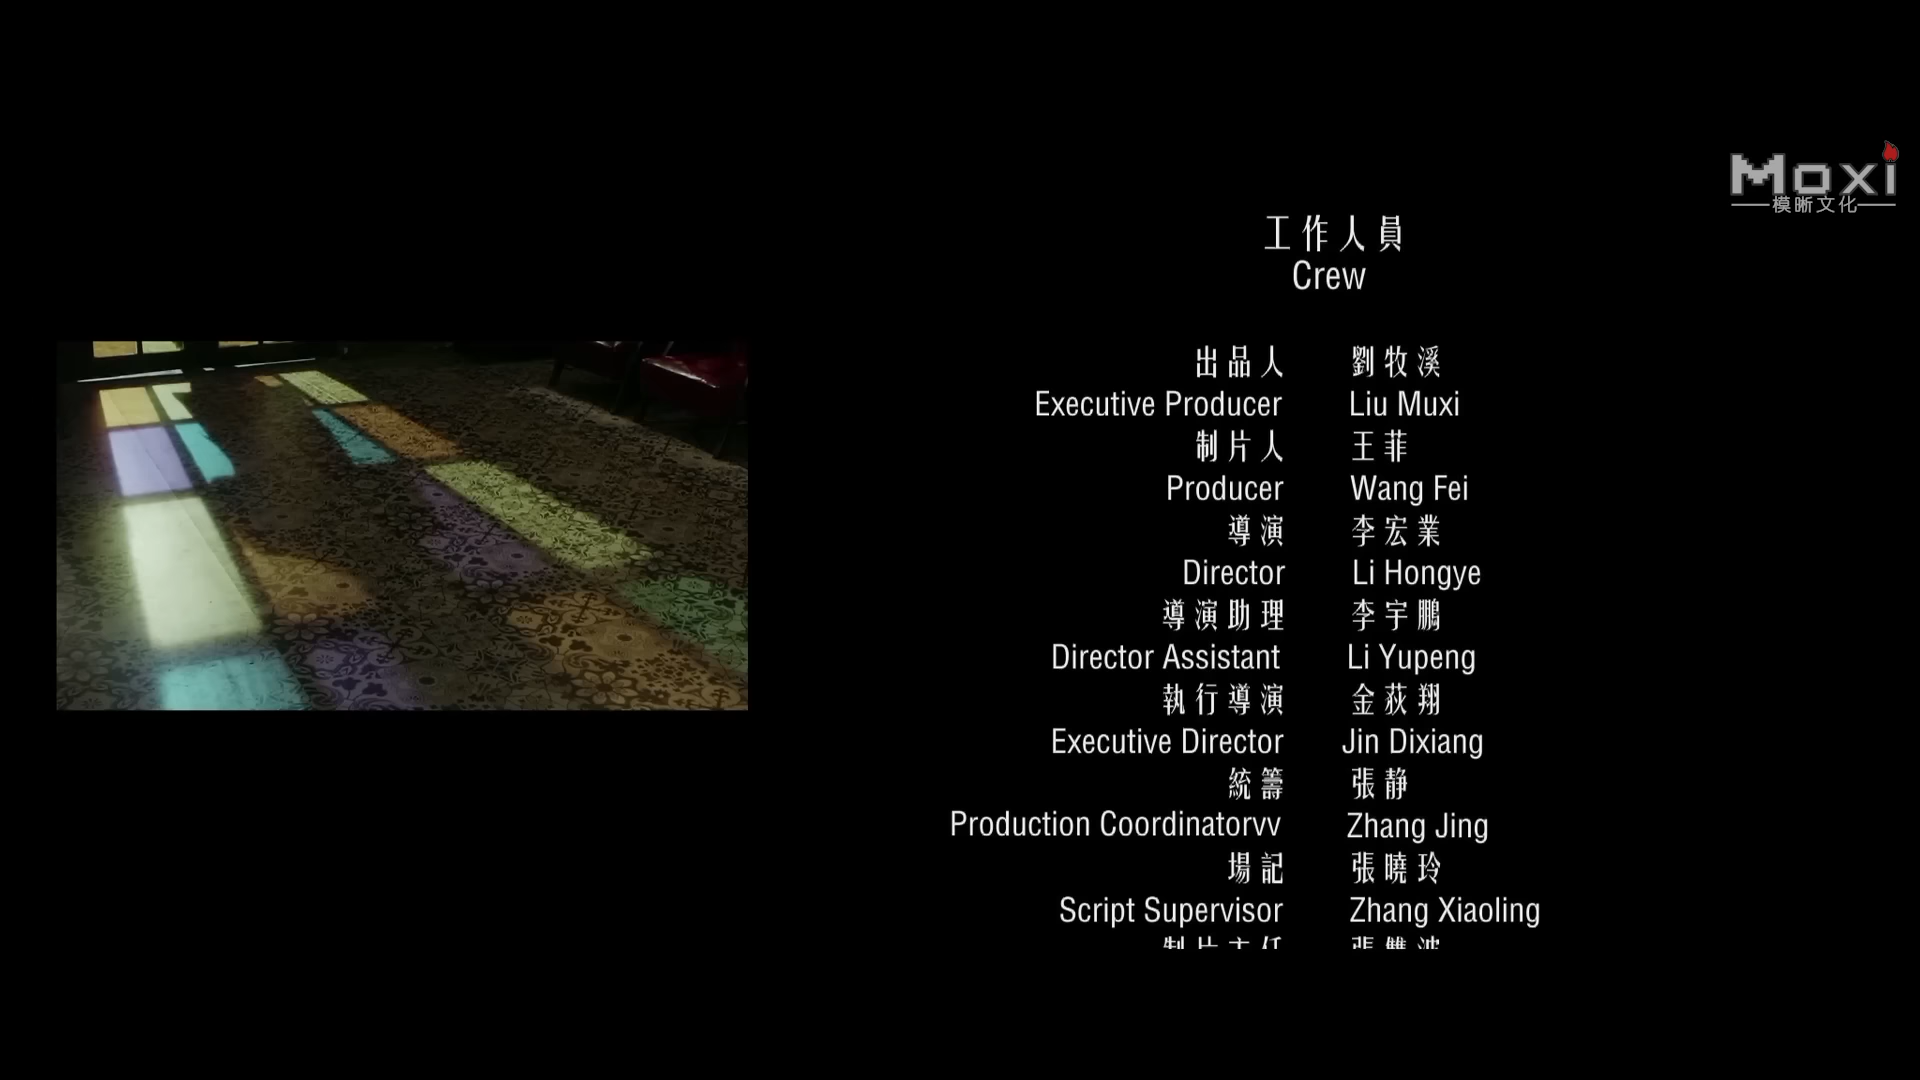 Moxi
模晰文化
工作人員
Crew
出品人 劉牧溪
Executive Producer Liu Muxi
制片人 王菲
Producer Wang Fei
導演 李宏業
Director Li Hongye
導演助理 李宇鵬
Director Assistant Li Yupeng
執行導演 金荻翔
Executive Director Jin Dixiang
統籌 張静
Production Coordinatorvv Zhang Jing
場記 張曉玲
Script Supervisor Zhang Xiaoling